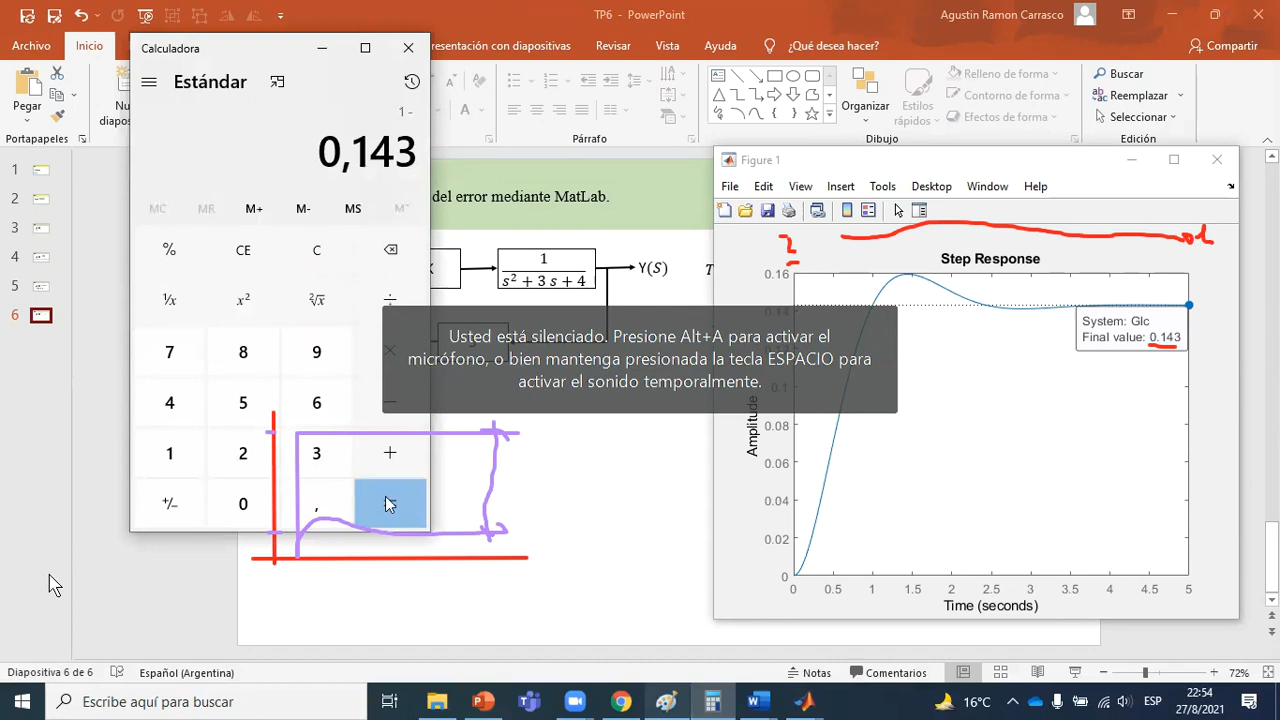 TP6 - PowerPoint
Agustin Ramon Carrasco
Archivo
Inicio
Presentación con diapositivas
Revisar
Vista
Ayuda
¿Qué desea hacer?
Compartir
Pegar
Portapapeles
Párrafo
Organizar
Estilos
rápidos
Relleno de forma
Contorno de forma
Efectos de forma
Dibujo
Buscar
Reemplazar
Seleccionar
Edición
Calculadora
Estándar
1 -
0,143
MC MR M+ M- MS
% CE C
¹/x x² ²√x ÷
7 8 9
4 5 6 −
1 2 3 +
+/− 0 ,
1
2
3
4
5
6
del error mediante MatLab.
1
s² + 3 s + 4
Y(S)
Usted está silenciado. Presione Alt+A para activar el
micrófono, o bien mantenga presionada la tecla ESPACIO para
activar el sonido temporalmente.
Figure 1
File Edit View Insert Tools Desktop Window Help
Step Response
0.16
0.14
0.1
0.08
0.06
0.04
0.02
0
Amplitude
System: Glc
Final value: 0.143
0 0.5 1 1.5 2 2.5 3 3.5 4 4.5 5
Time (seconds)
Diapositiva 6 de 6
Español (Argentina)
Notas
Comentarios
72%
Escribe aquí para buscar
16°C
ESP
22:54
27/8/2021